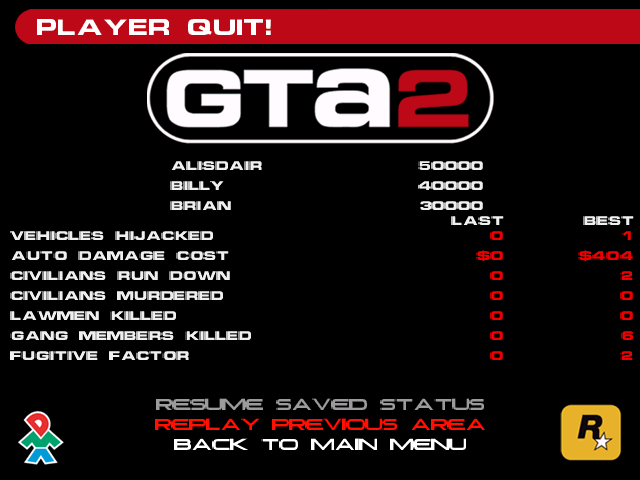 PLAYER QUIT!
GTA2
ALISDAIR 50000
BILLY 40000
BRIAN 30000
LAST BEST
VEHICLES HIJACKED 0 1
AUTO DAMAGE COST $0 $404
CIVILIANS RUN DOWN 0 2
CIVILIANS MURDERED 0 0
LAWMEN KILLED 0 0
GANG MEMBERS KILLED 0 6
FUGITIVE FACTOR 0 2
RESUME SAVED STATUS
REPLAY PREVIOUS AREA
BACK TO MAIN MENU
D M A
R